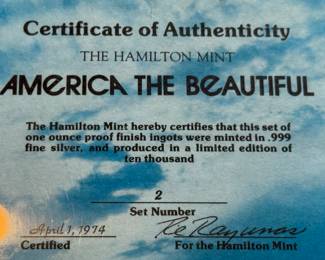 Certificate of Authenticity
THE HAMILTON MINT
AMERICA THE BEAUTIFUL
The Hamilton Mint hereby certifies that this set of
one ounce proof finish ingots were minted in .999
fine silver, and produced in a limited edition of
ten thousand
2
Set Number
April 1, 1974
Certified
For the Hamilton Mint